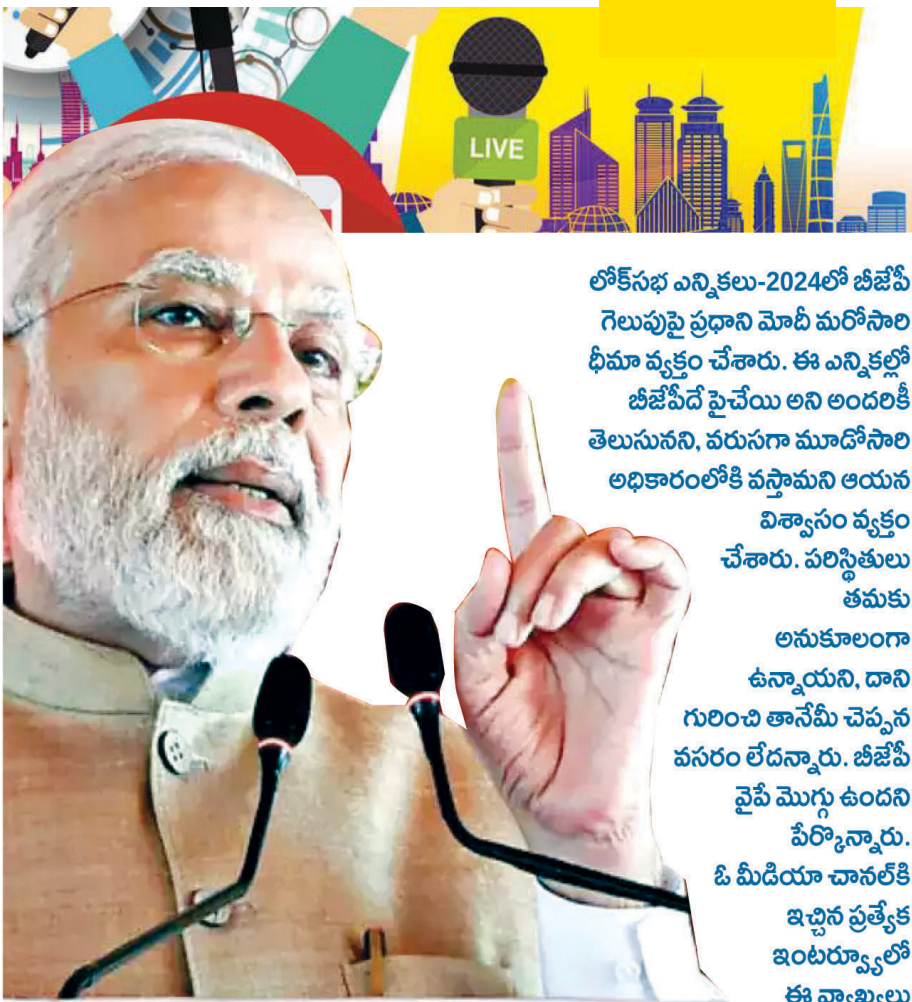 LIVE
లోక్‌సభ ఎన్నికలు-2024లో బీజేపీ
గెలుపుపై ప్రధాని మోదీ మరోసారి
ధీమా వ్యక్తం చేశారు. ఈ ఎన్నికల్లో
బీజేపీదే పైచేయి అని అందరికీ
తెలుసునని, వరుసగా మూడోసారి
అధికారంలోకి వస్తామని ఆయన
విశ్వాసం వ్యక్తం
చేశారు. పరిస్థితులు
తమకు
అనుకూలంగా
ఉన్నాయని, దాని
గురించి తానేమీ చెప్పన
వసరం లేదన్నారు. బీజేపీ
వైపే మొగ్గు ఉందని
పేర్కొన్నారు.
ఓ మీడియా చానల్‌కి
ఇచ్చిన ప్రత్యేక
ఇంటర్వ్యూలో
ఈ వ్యాఖ్యలు